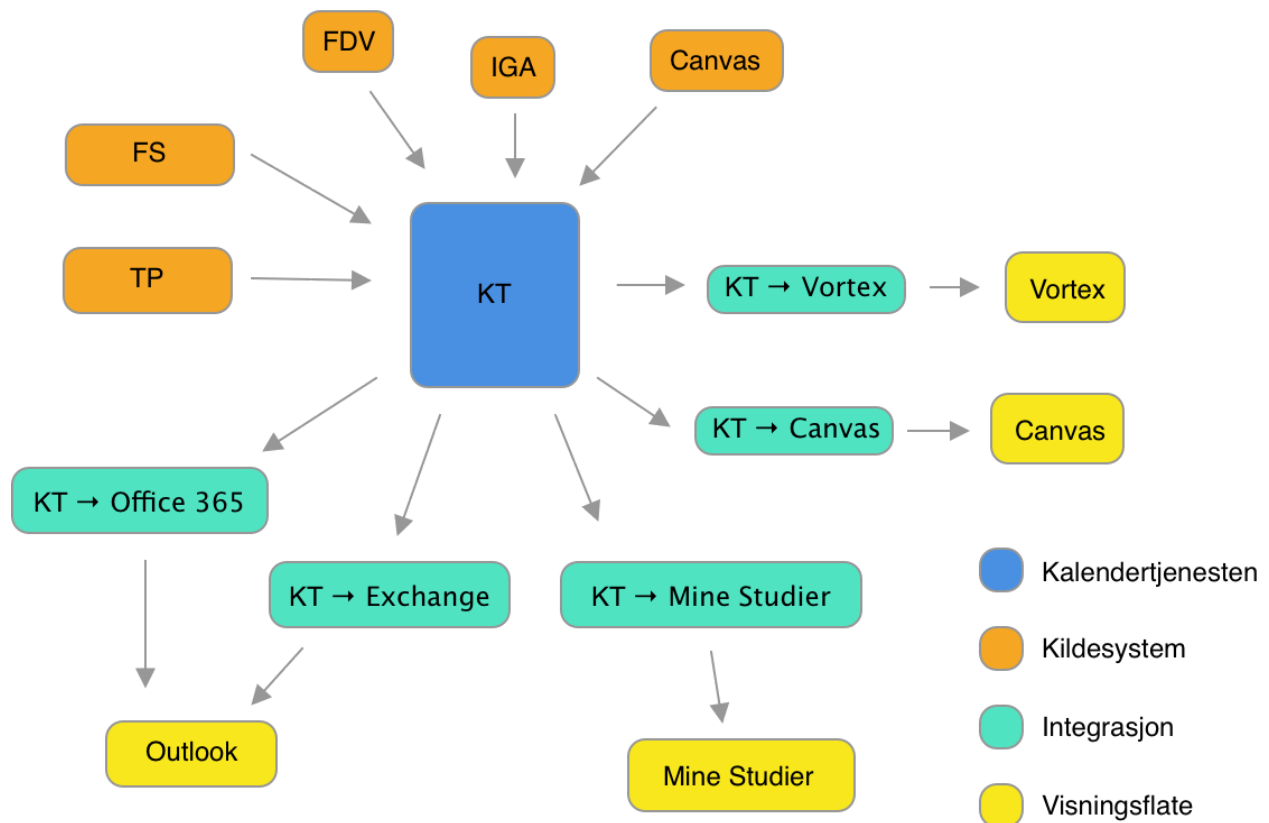 FDV
IGA
Canvas
FS
TP
KT
KT → Vortex
Vortex
KT → Canvas
Canvas
KT → Office 365
KT → Exchange
KT → Mine Studier
Outlook
Mine Studier
Kalendertjenesten
Kildesystem
Integrasjon
Visningsflate